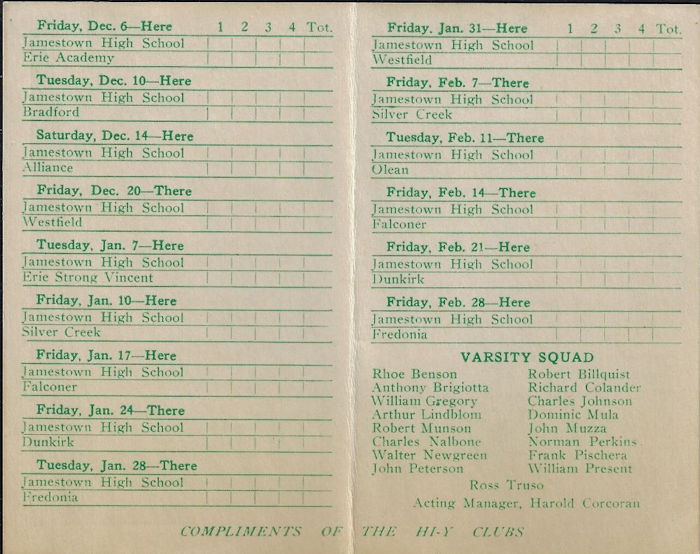 Friday, Dec. 6—Here 1 2 3 4 Tot.
Jamestown High School
Erie Academy
Tuesday, Dec. 10—Here
Jamestown High School
Bradford
Saturday, Dec. 14—Here
Jamestown High School
Alliance
Friday, Dec. 20—There
Jamestown High School
Westfield
Tuesday, Jan. 7—Here
Jamestown High School
Erie Strong Vincent
Friday, Jan. 10—Here
Jamestown High School
Silver Creek
Friday, Jan. 17—Here
Jamestown High School
Falconer
Friday, Jan. 24—There
Jamestown High School
Dunkirk
Tuesday, Jan. 28—There
Jamestown High School
Fredonia
Friday, Jan. 31—Here 1 2 3 4 Tot.
Jamestown High School
Westfield
Friday, Feb. 7—There
Jamestown High School
Silver Creek
Tuesday, Feb. 11—There
Jamestown High School
Olean
Friday, Feb. 14—There
Jamestown High School
Falconer
Friday, Feb. 21—Here
Jamestown High School
Dunkirk
Friday, Feb. 28—Here
Jamestown High School
Fredonia
VARSITY SQUAD
Rhoe Benson Robert Billquist
Anthony Brigiotta Richard Colander
William Gregory Charles Johnson
Arthur Lindblom Dominic Mula
Robert Munson John Muzza
Charles Nalbone Norman Perkins
Walter Newgreen Frank Pischera
John Peterson William Present
Ross Truso
Acting Manager, Harold Corcoran
COMPLIMENTS OF THE HI-Y CLUBS